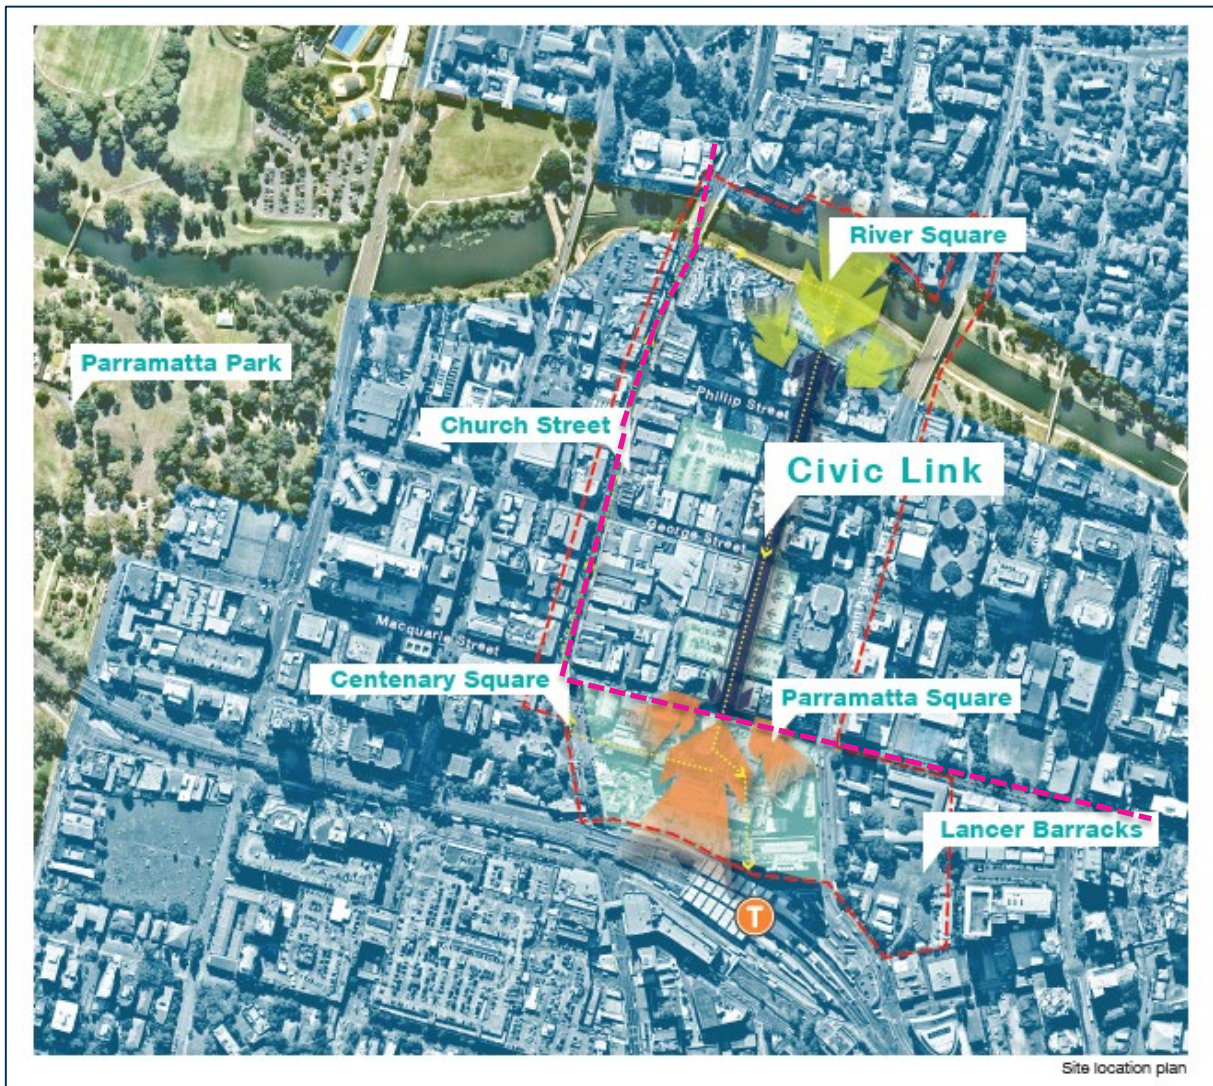 River Square
Parramatta Park
Phillip Street
Church Street
Civic Link
George Street
Macquarie Street
Centenary Square
Parramatta Square
Lancer Barracks
T
Site location plan